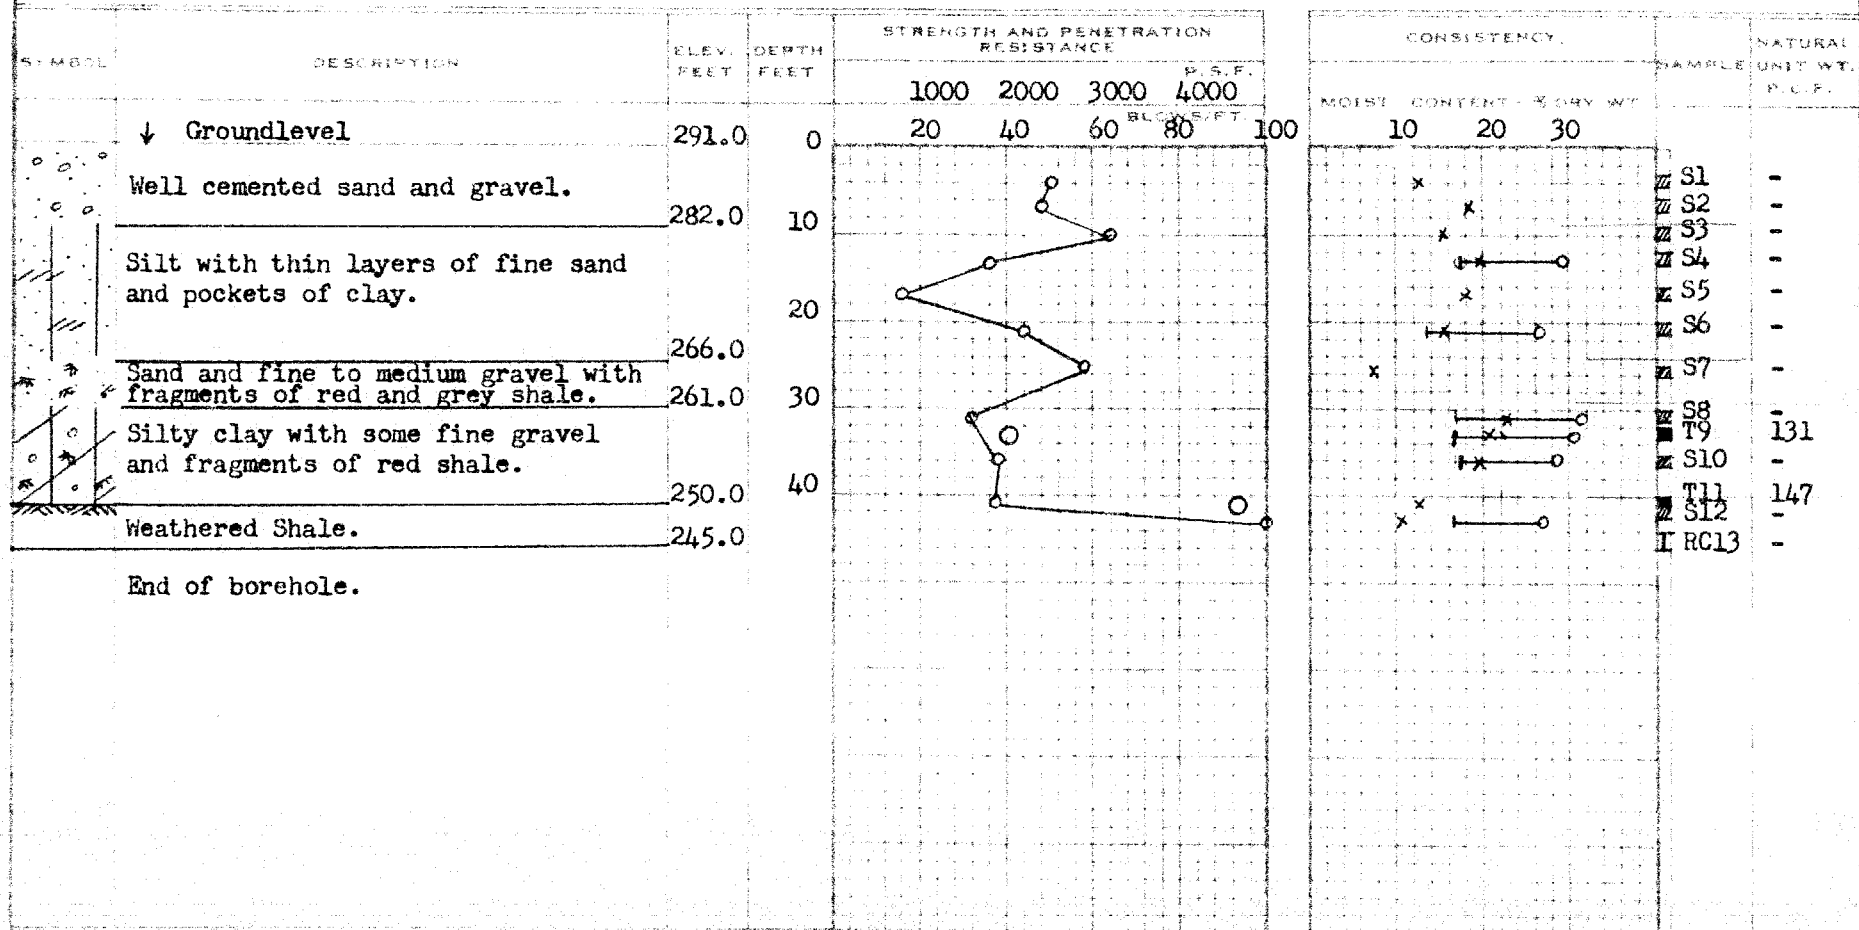 SYMBOL
DESCRIPTION
ELEV. FEET
DEPTH FEET
STRENGTH AND PENETRATION RESISTANCE
P.S.F.
1000 2000 3000 4000
BLOWS/FT.
20 40 60 80 100
CONSISTENCY.
MOIST. CONTENT - % DRY WT
10 20 30
SAMPLE
NATURAL UNIT WT. P.C.F.
↓ Groundlevel 291.0 0
Well cemented sand and gravel.
282.0 10
Silt with thin layers of fine sand
and pockets of clay.
20
266.0
Sand and fine to medium gravel with
fragments of red and grey shale. 261.0 30
Silty clay with some fine gravel
and fragments of red shale.
250.0 40
Weathered Shale. 245.0
End of borehole.
S1 -
S2 -
S3 -
S4 -
S5 -
S6 -
S7 -
S8 -
T9 131
S10 -
T11 147
S12 -
RC13 -